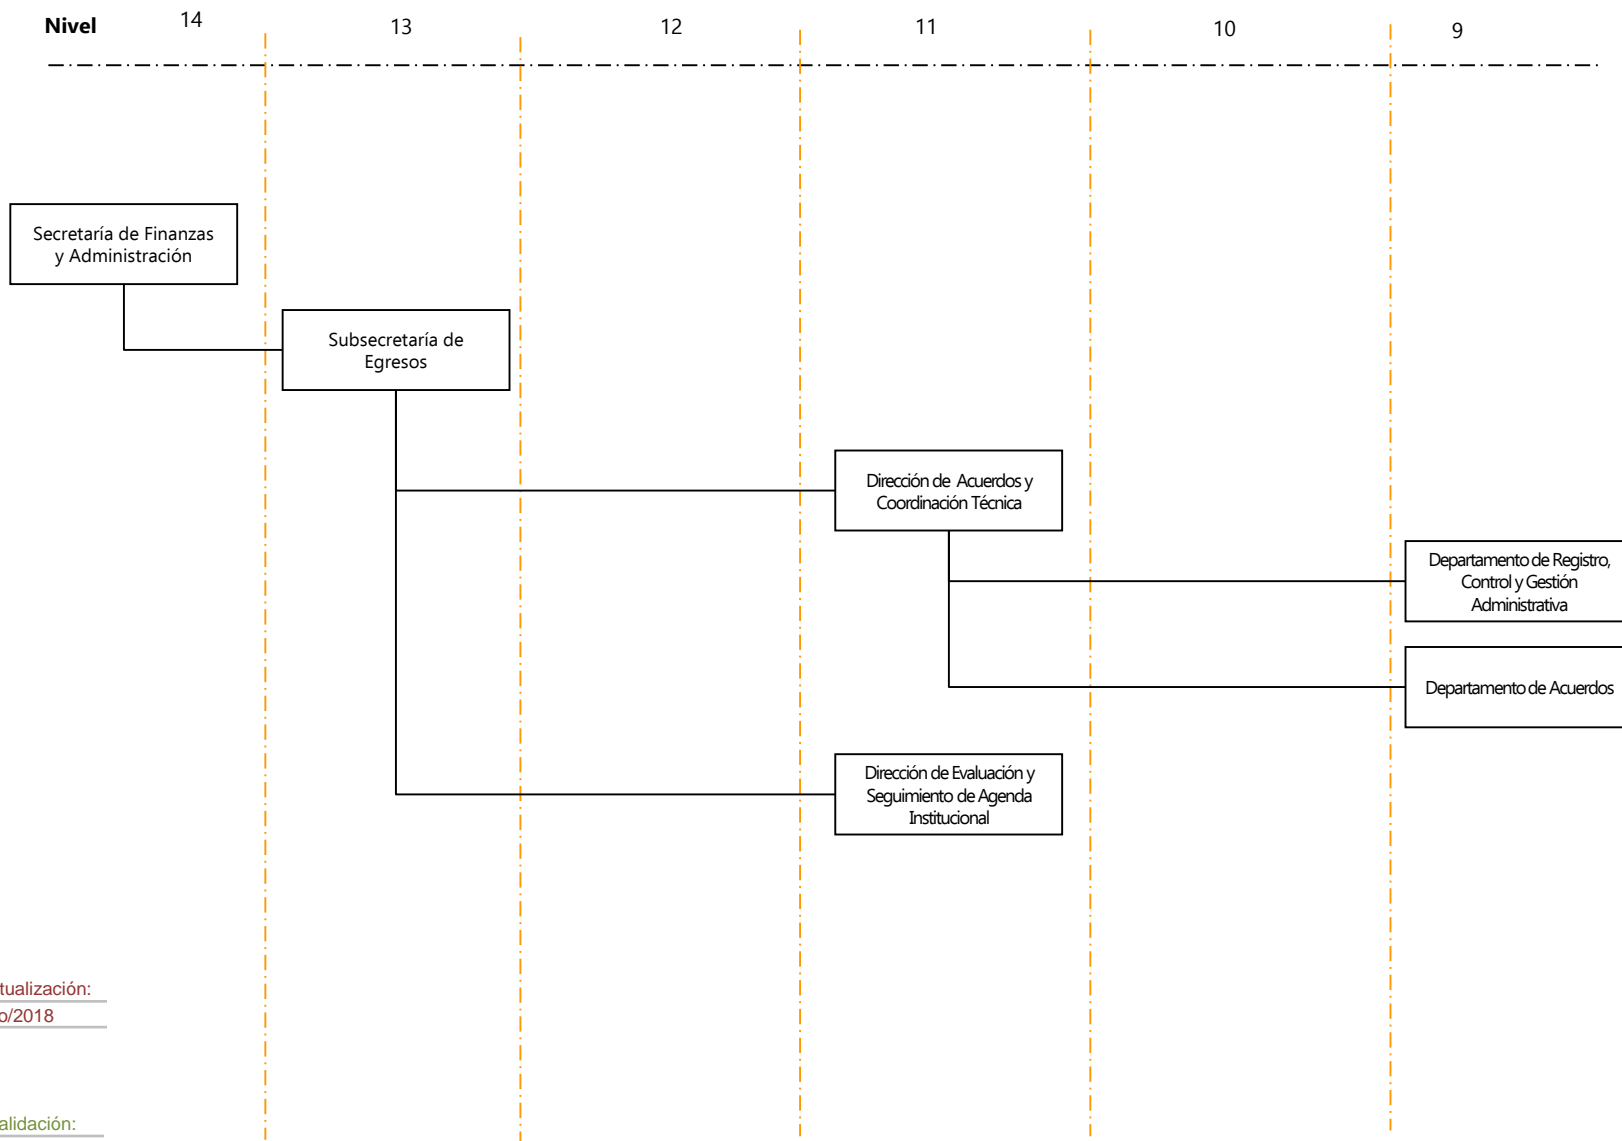 Nivel 14 13 12 11 10 9
Secretaría de Finanzas
y Administración
Subsecretaría de
Egresos
Dirección de Acuerdos y
Coordinación Técnica
Departamento de Registro,
Control y Gestión
Administrativa
Departamento de Acuerdos
Dirección de Evaluación y
Seguimiento de Agenda
Institucional
tualización:
o/2018
alidación: